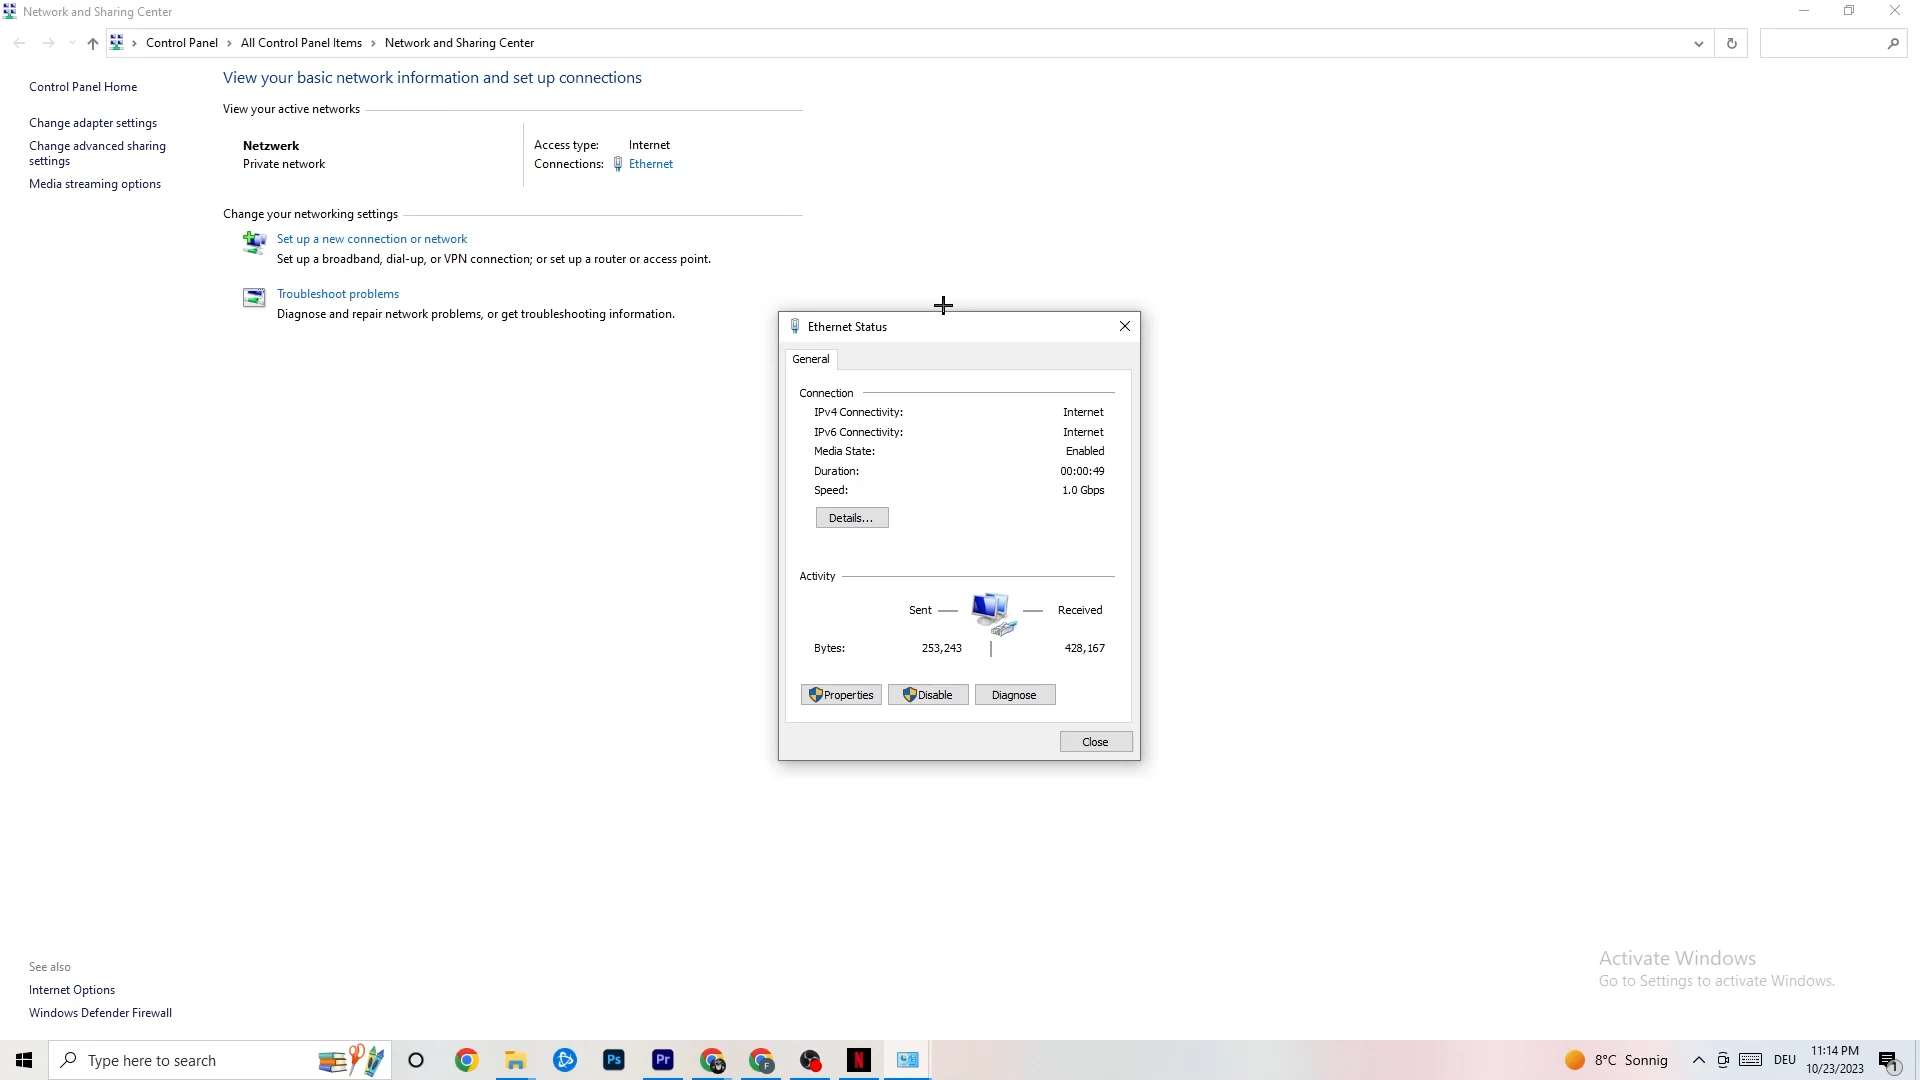 Network and Sharing Center
Control Panel › All Control Panel Items › Network and Sharing Center
Control Panel Home
Change adapter settings
Change advanced sharing
settings
Media streaming options
View your basic network information and set up connections
View your active networks
Netzwerk
Private network
Access type: Internet
Connections: Ethernet
Change your networking settings
Set up a new connection or network
Set up a broadband, dial-up, or VPN connection; or set up a router or access point.
Troubleshoot problems
Diagnose and repair network problems, or get troubleshooting information.
Ethernet Status
General
Connection
IPv4 Connectivity: Internet
IPv6 Connectivity: Internet
Media State: Enabled
Duration: 00:00:49
Speed: 1.0 Gbps
Details...
Activity
Sent — — Received
Bytes: 253,243 | 428,167
Properties Disable Diagnose
Close
See also
Internet Options
Windows Defender Firewall
Activate Windows
Go to Settings to activate Windows.
Type here to search
Ps
Pr
F
N
8°C Sonnig
DEU
11:14 PM
10/23/2023
1